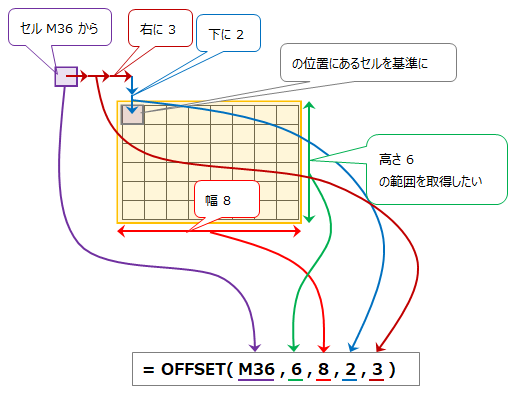 セル M36 から
右に 3
下に 2
の位置にあるセルを基準に
高さ 6
の範囲を取得したい
幅 8
= OFFSET( M36 , 6 , 8 , 2 , 3 )